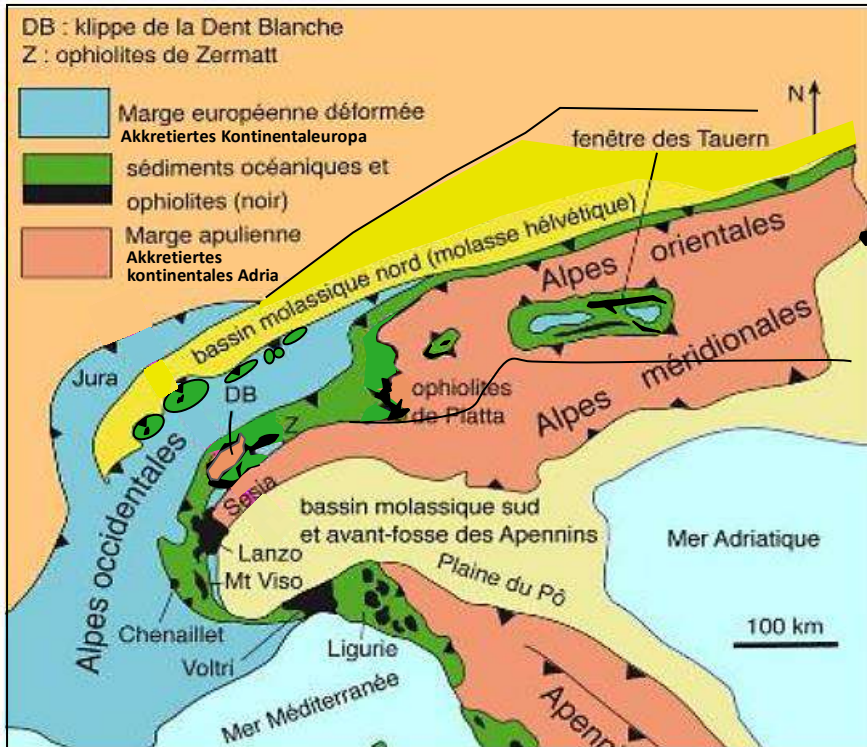 DB : klippe de la Dent Blanche
Z : ophiolites de Zermatt
Marge européenne déformée
Akkretiertes Kontinentaleuropa
sédiments océaniques et
ophiolites (noir)
Marge apulienne
Akkretiertes
kontinentales Adria
N
fenêtre des Tauern
bassin molassique nord (molasse hélvétique)
Alpes orientales
Alpes méridionales
Jura
DB
Z
ophiolites
de Platta
Alpes occidentales
Sesia
bassin molassique sud
et avant-fosse des Apennins
Mer Adriatique
Lanzo
Mt Viso
Plaine du Pô
Chenaillet
Voltri
Ligurie
100 km
Mer Méditerranée
Apenn